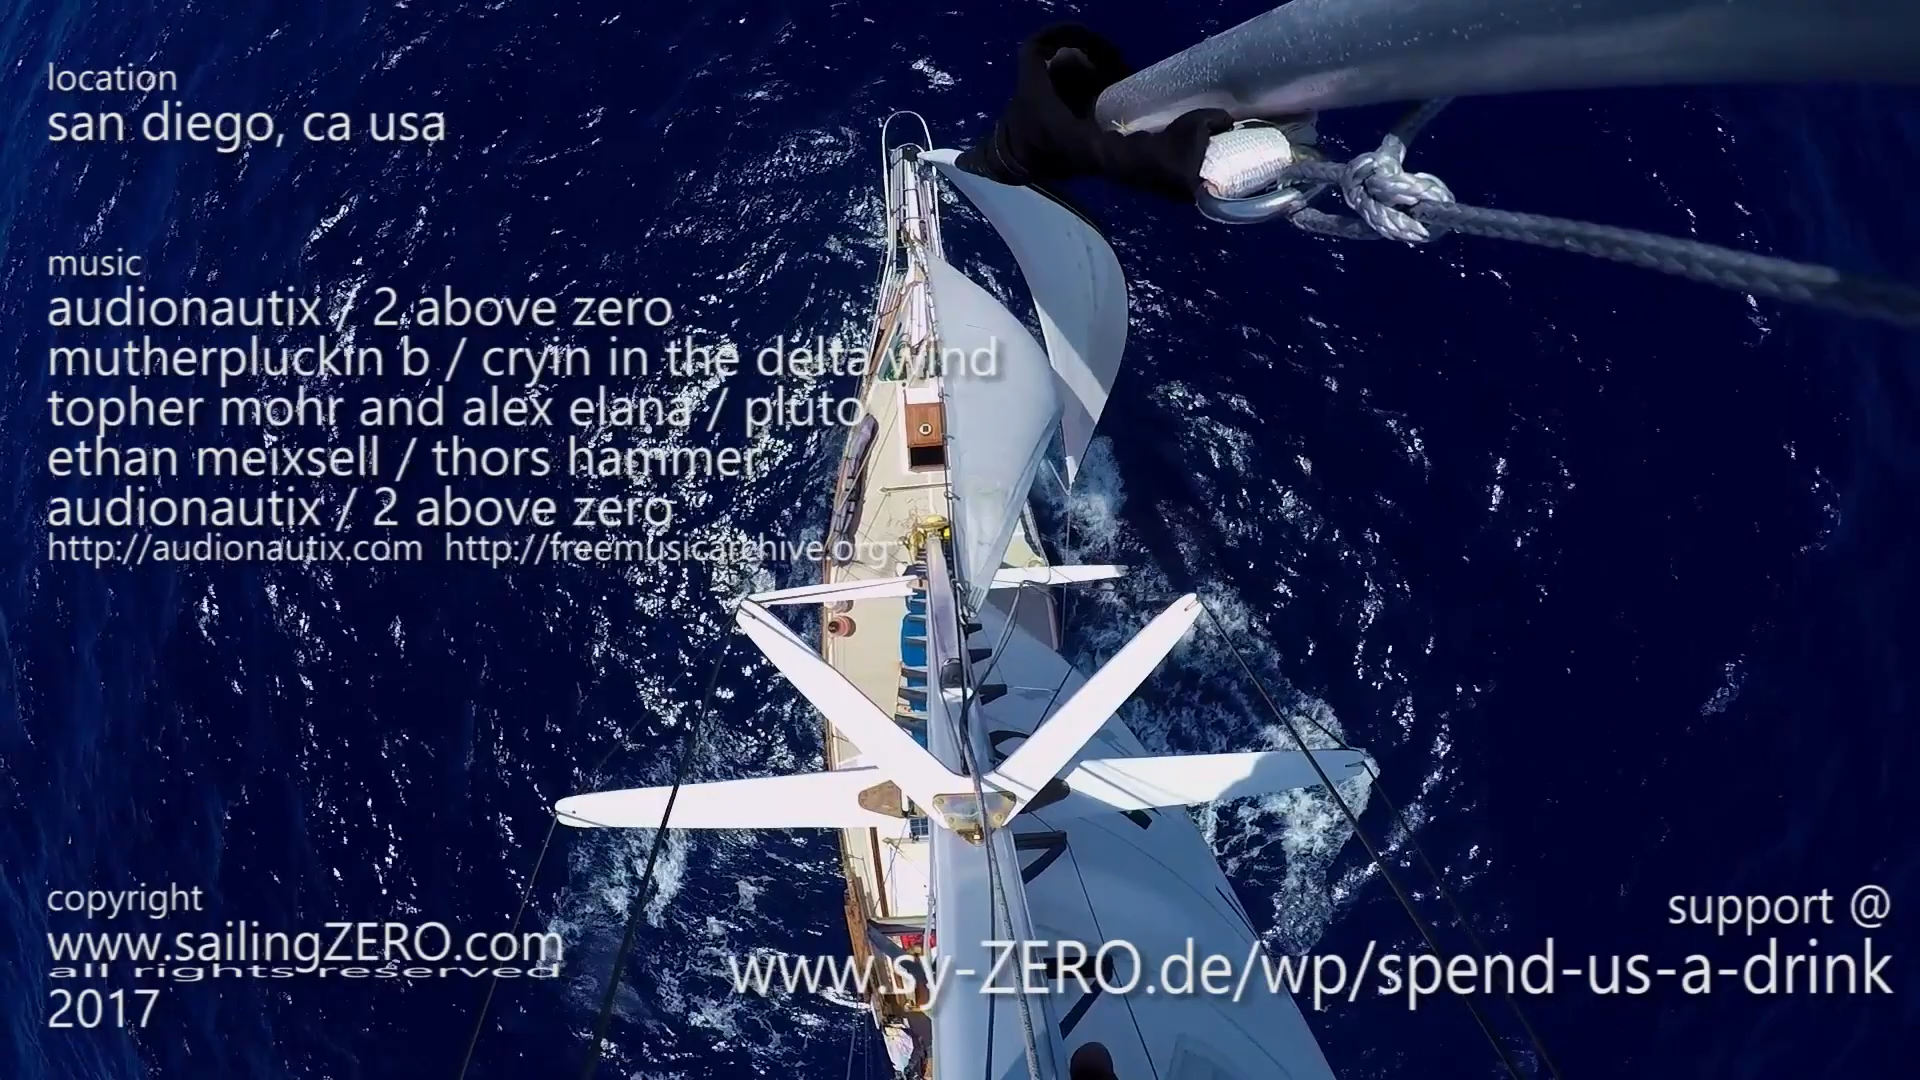 location
san diego, ca usa
music
audionautix / 2 above zero
mutherpluckin b / cryin in the delta wind
topher mohr and alex elana / pluto
ethan meixsell / thors hammer
audionautix / 2 above zero
http://audionautix.com http://freemusicarchive.org
copyright
www.sailingZERO.com
all rights reserved
2017
support @
www.sy-ZERO.de/wp/spend-us-a-drink